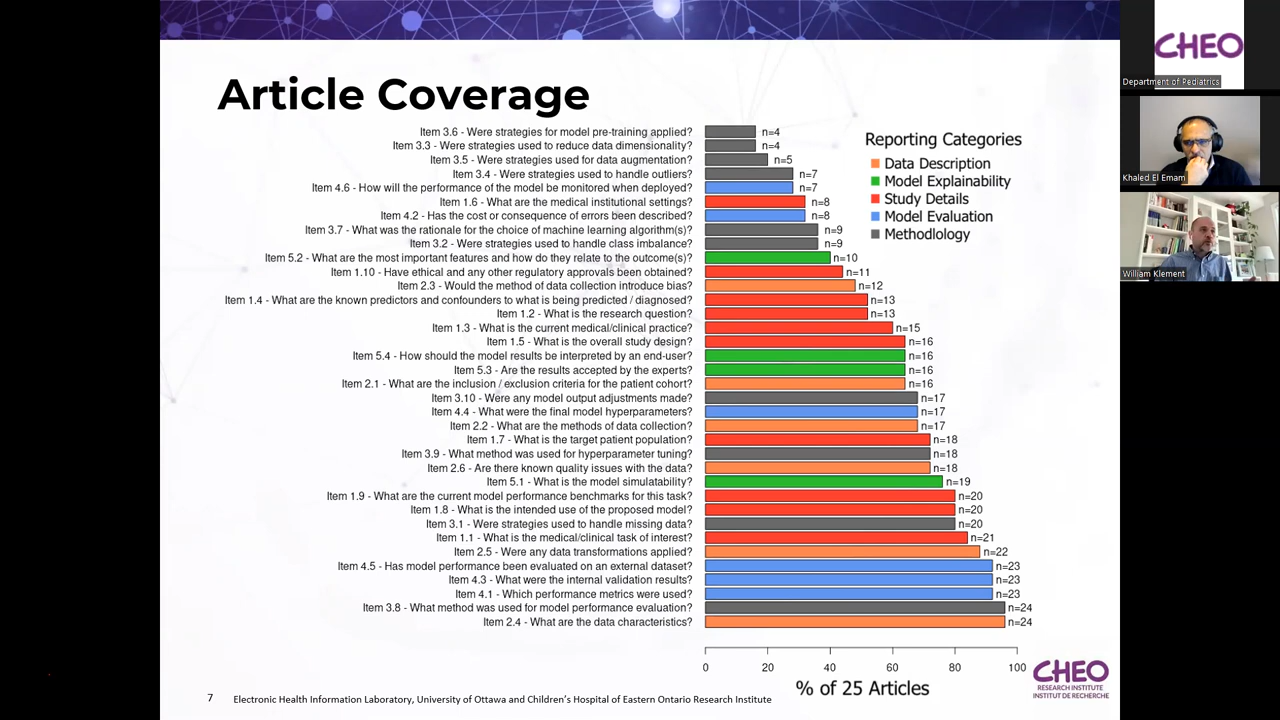 Article Coverage
Item 3.6 - Were strategies for model pre-training applied? n=4
Item 3.3 - Were strategies used to reduce data dimensionality? n=4
Item 3.5 - Were strategies used for data augmentation? n=5
Item 3.4 - Were strategies used to handle outliers? n=7
Item 4.6 - How will the performance of the model be monitored when deployed? n=7
Item 1.6 - What are the medical institutional settings? n=8
Item 4.2 - Has the cost or consequence of errors been described? n=8
Item 3.7 - What was the rationale for the choice of machine learning algorithm(s)? n=9
Item 3.2 - Were strategies used to handle class imbalance? n=9
Item 5.2 - What are the most important features and how do they relate to the outcome(s)? n=10
Item 1.10 - Have ethical and any other regulatory approvals been obtained? n=11
Item 2.3 - Would the method of data collection introduce bias? n=12
Item 1.4 - What are the known predictors and confounders to what is being predicted / diagnosed? n=13
Item 1.2 - What is the research question? n=13
Item 1.3 - What is the current medical/clinical practice? n=15
Item 1.5 - What is the overall study design? n=16
Item 5.4 - How should the model results be interpreted by an end-user? n=16
Item 5.3 - Are the results accepted by the experts? n=16
Item 2.1 - What are the inclusion / exclusion criteria for the patient cohort? n=16
Item 3.10 - Were any model output adjustments made? n=17
Item 4.4 - What were the final model hyperparameters? n=17
Item 2.2 - What are the methods of data collection? n=17
Item 1.7 - What is the target patient population? n=18
Item 3.9 - What method was used for hyperparameter tuning? n=18
Item 2.6 - Are there known quality issues with the data? n=18
Item 5.1 - What is the model simulatability? n=19
Item 1.9 - What are the current model performance benchmarks for this task? n=20
Item 1.8 - What is the intended use of the proposed model? n=20
Item 3.1 - Were strategies used to handle missing data? n=20
Item 1.1 - What is the medical/clinical task of interest? n=21
Item 2.5 - Were any data transformations applied? n=22
Item 4.5 - Has model performance been evaluated on an external dataset? n=23
Item 4.3 - What were the internal validation results? n=23
Item 4.1 - Which performance metrics were used? n=23
Item 3.8 - What method was used for model performance evaluation? n=24
Item 2.4 - What are the data characteristics? n=24
Reporting Categories
Data Description
Model Explainability
Study Details
Model Evaluation
Methdology
0 20 40 60 80 100
% of 25 Articles
7 Electronic Health Information Laboratory, University of Ottawa and Children's Hospital of Eastern Ontario Research Institute
CHEO
RESEARCH INSTITUTE
INSTITUT DE RECHERCHE
CHEO
Department of Pediatrics
Khaled El Emam
William Klement